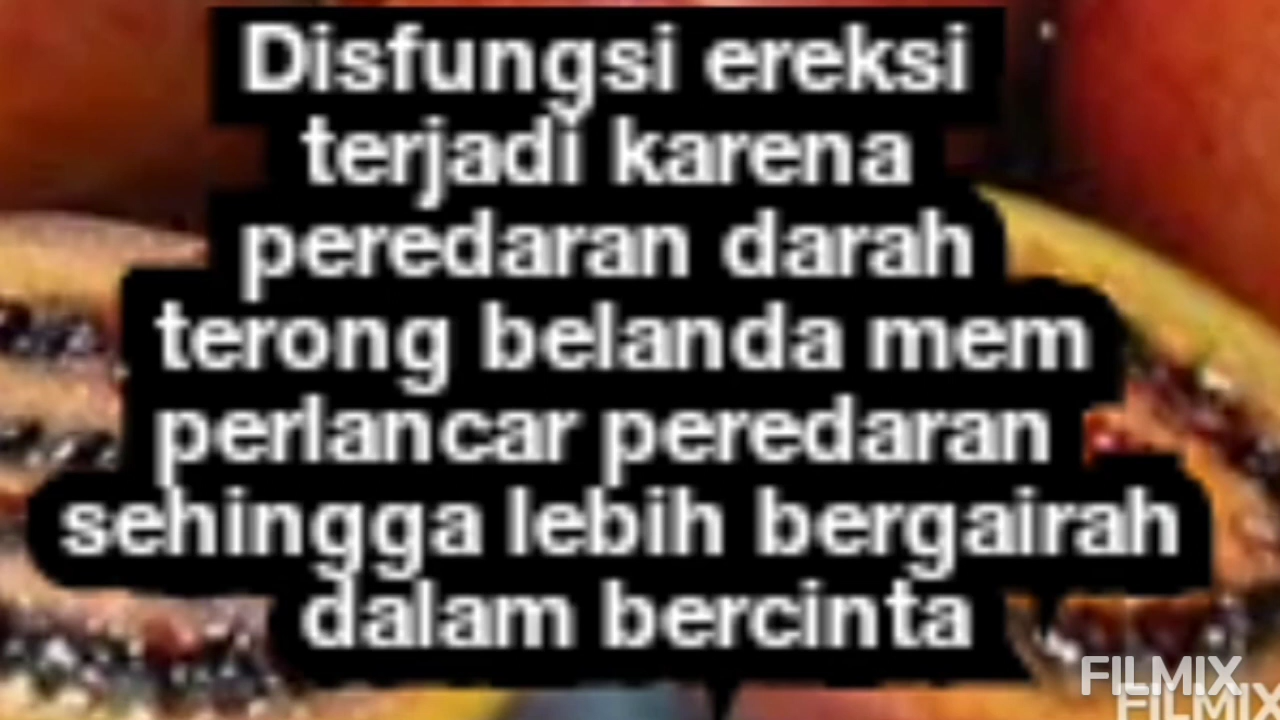 Disfungsi ereksi
terjadi karena
peredaran darah
terong belanda mem
perlancar peredaran
sehingga lebih bergairah
dalam bercinta
FILMIX
FILMIX